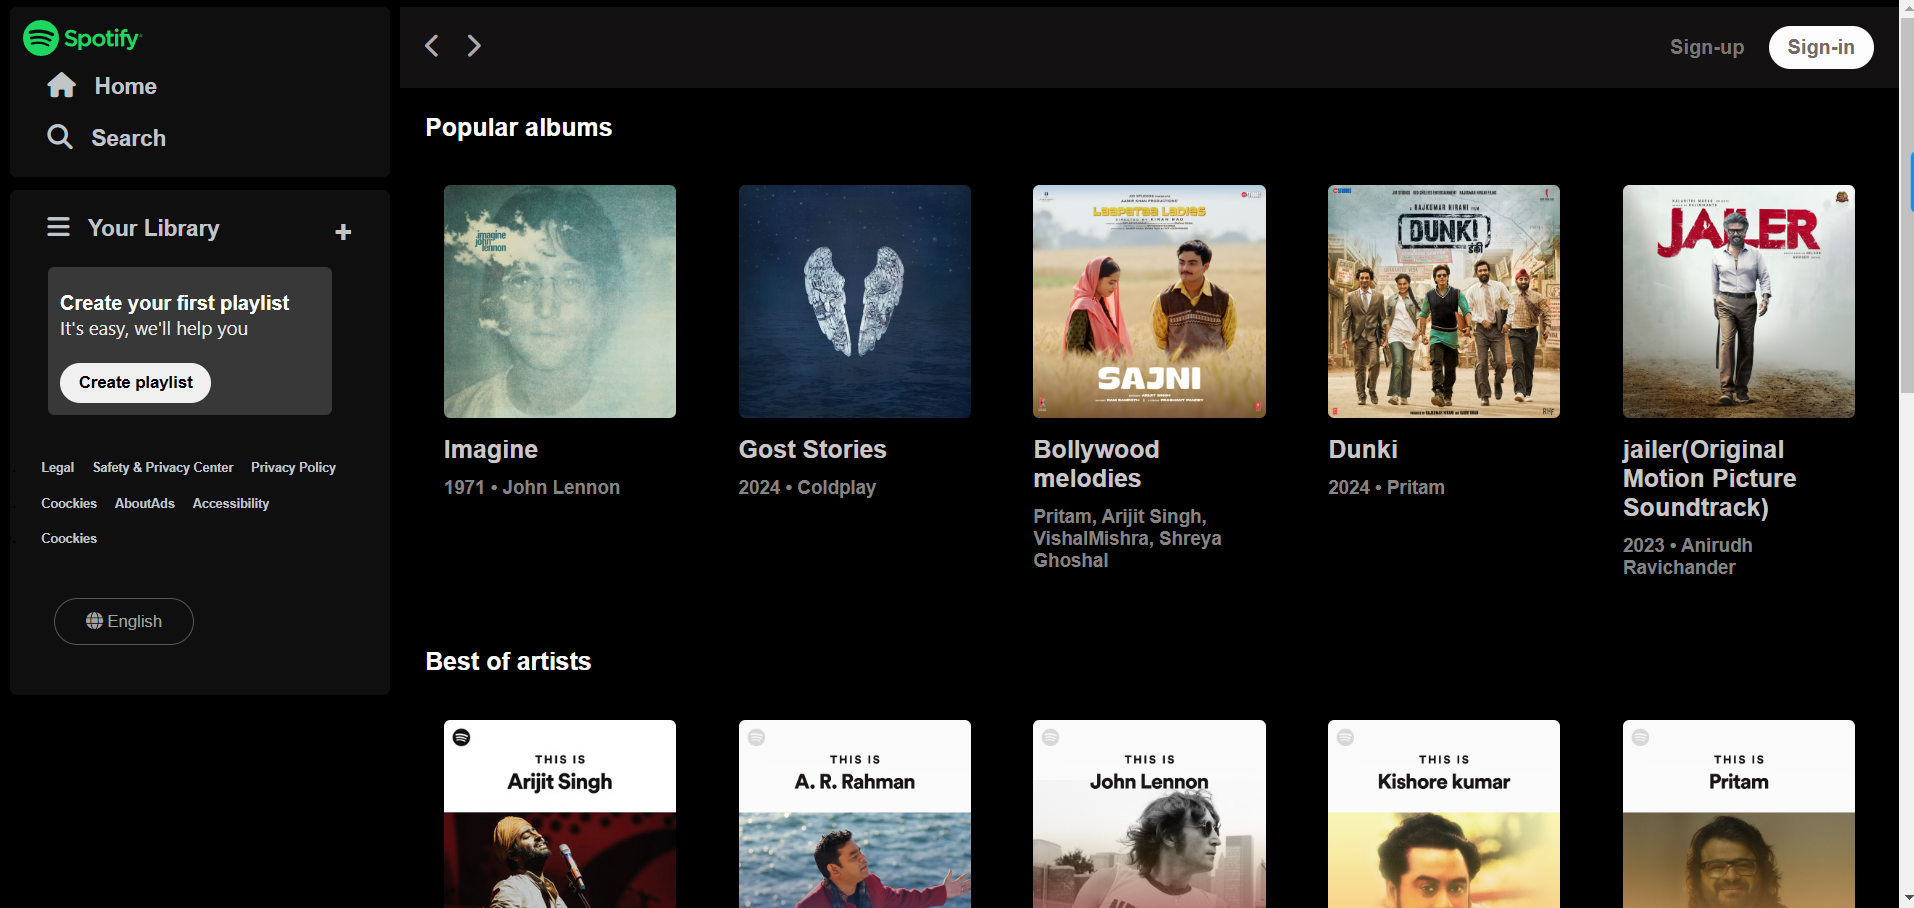 Spotify
Home
Search
Your Library
Create your first playlist
It's easy, we'll help you
Create playlist
Legal Safety & Privacy Center Privacy Policy
Coockies AboutAds Accessibility
Coockies
English
Sign-up Sign-in
Popular albums
imagine
john
lennon
Laapataa Ladies
SAJNI
A RAJKUMAR HIRANI FILM
DUNKI
डंकी
JAILER
Imagine
1971 • John Lennon
Gost Stories
2024 • Coldplay
Bollywood
melodies
Pritam, Arijit Singh,
VishalMishra, Shreya
Ghoshal
Dunki
2024 • Pritam
jailer(Original
Motion Picture
Soundtrack)
2023 • Anirudh
Ravichander
Best of artists
THIS IS
Arijit Singh
THIS IS
A. R. Rahman
THIS IS
John Lennon
THIS IS
Kishore kumar
THIS IS
Pritam